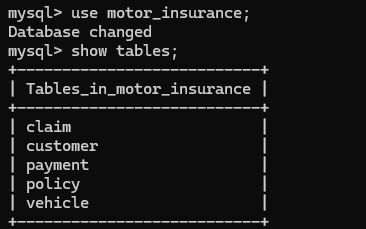 mysql> use motor_insurance;
Database changed
mysql> show tables;
+---------------------------+
| Tables_in_motor_insurance |
+---------------------------+
| claim                     |
| customer                  |
| payment                   |
| policy                    |
| vehicle                   |
+---------------------------+